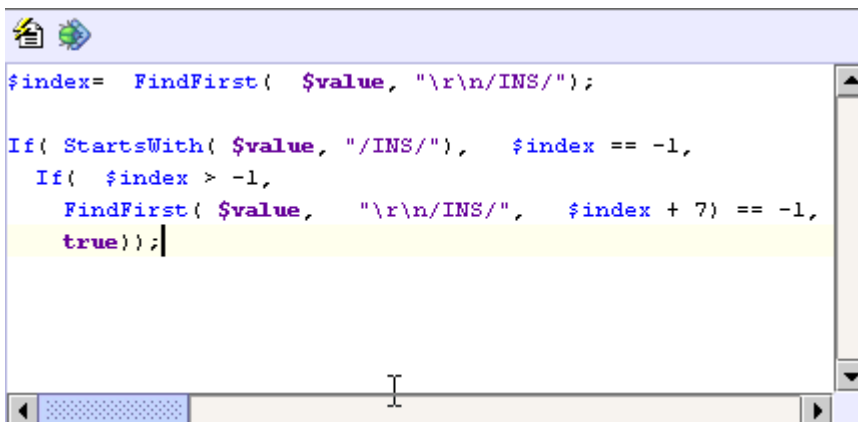 $index=  FindFirst(  $value, "\r\n/INS/");
If( StartsWith( $value, "/INS/"),   $index == -1,
  If(  $index > -1,
    FindFirst( $value,   "\r\n/INS/",   $index + 7) == -1,
    true));